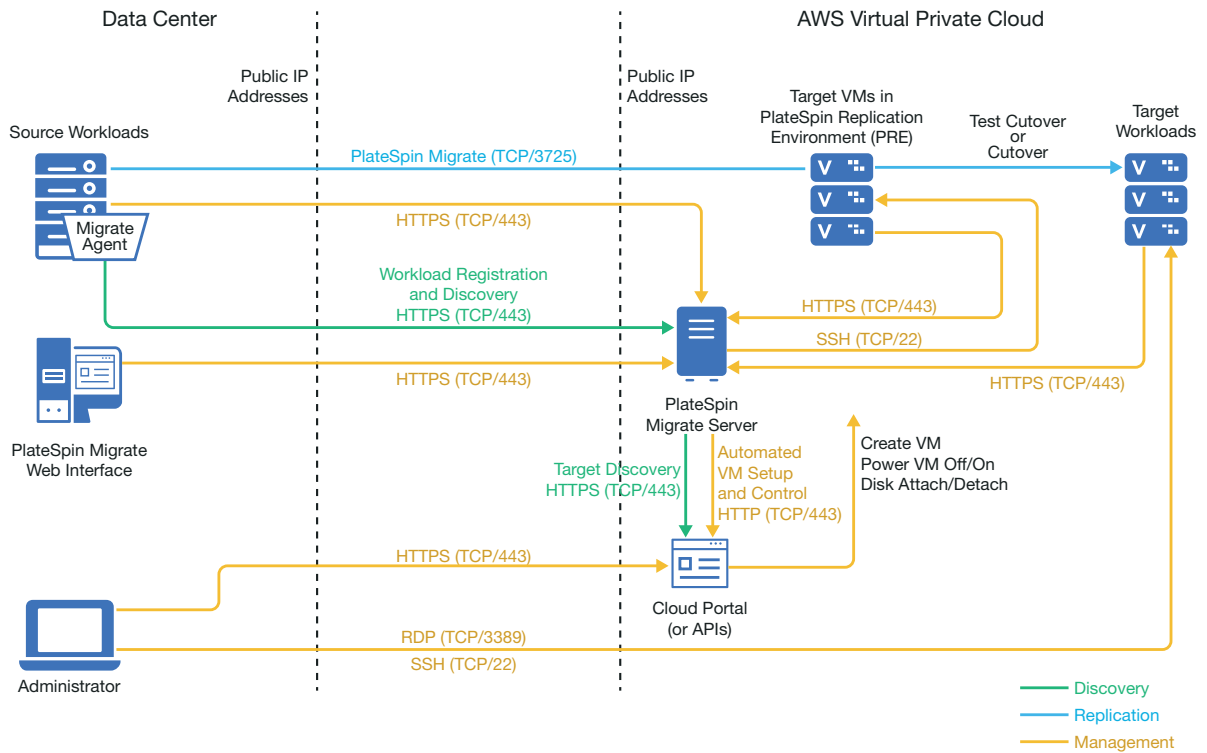 Data Center
AWS Virtual Private Cloud
Public IP
Addresses
Public IP
Addresses
Source Workloads
Target VMs in
PlateSpin Replication
Environment (PRE)
Test Cutover
or
Cutover
Target
Workloads
PlateSpin Migrate (TCP/3725)
V
V
V
V
V
V
HTTPS (TCP/443)
Migrate
Agent
Workload Registration
and Discovery
HTTPS (TCP/443)
HTTPS (TCP/443)
SSH (TCP/22)
HTTPS (TCP/443)
HTTPS (TCP/443)
PlateSpin Migrate
Web Interface
PlateSpin
Migrate Server
Target Discovery
HTTPS (TCP/443)
Automated
VM Setup
and Control
HTTP (TCP/443)
Create VM
Power VM Off/On
Disk Attach/Detach
HTTPS (TCP/443)
Cloud Portal
(or APIs)
RDP (TCP/3389)
SSH (TCP/22)
Administrator
Discovery
Replication
Management